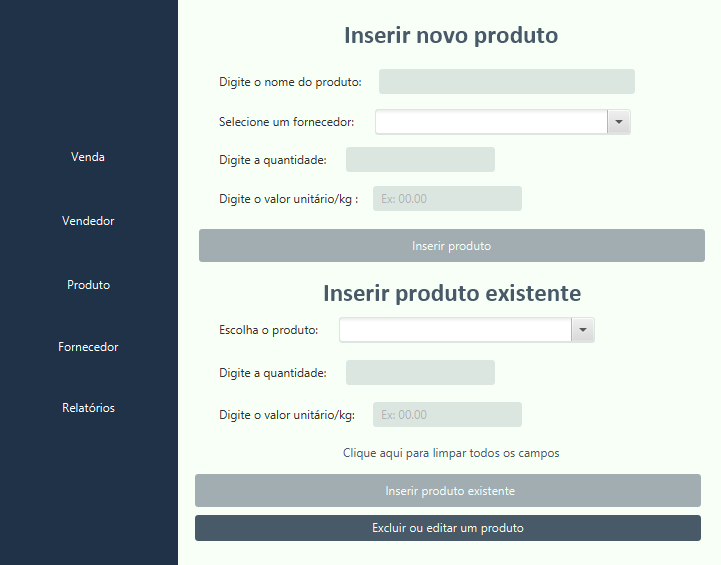 Venda
Vendedor
Produto
Fornecedor
Relatórios
Inserir novo produto
Digite o nome do produto:
Selecione um fornecedor:
Digite a quantidade:
Digite o valor unitário/kg :
Ex: 00.00
Inserir produto
Inserir produto existente
Escolha o produto:
Digite a quantidade:
Digite o valor unitário/kg:
Ex: 00.00
Clique aqui para limpar todos os campos
Inserir produto existente
Excluir ou editar um produto